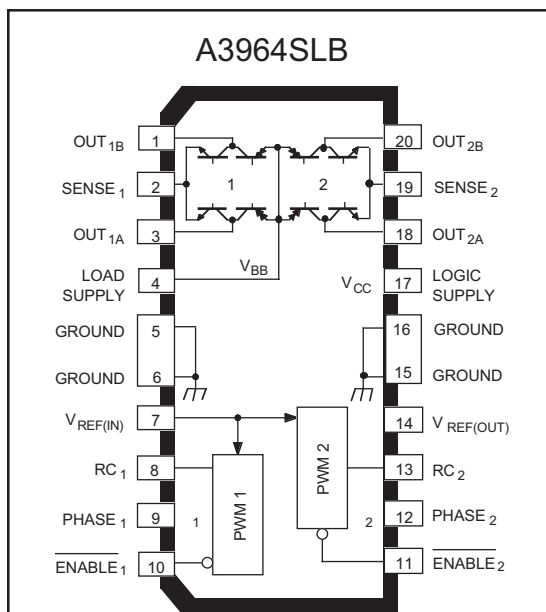 A3964SLB
OUT1B 1 20 OUT2B
SENSE1 2 1 2 19 SENSE2
OUT1A 3 18 OUT2A
LOAD SUPPLY 4 VBB VCC 17 LOGIC SUPPLY
GROUND 5 16 GROUND
GROUND 6 15 GROUND
VREF(IN) 7 14 VREF(OUT)
RC1 8 PWM 1 PWM 2 13 RC2
PHASE1 9 1 2 12 PHASE2
ENABLE1 10 11 ENABLE2